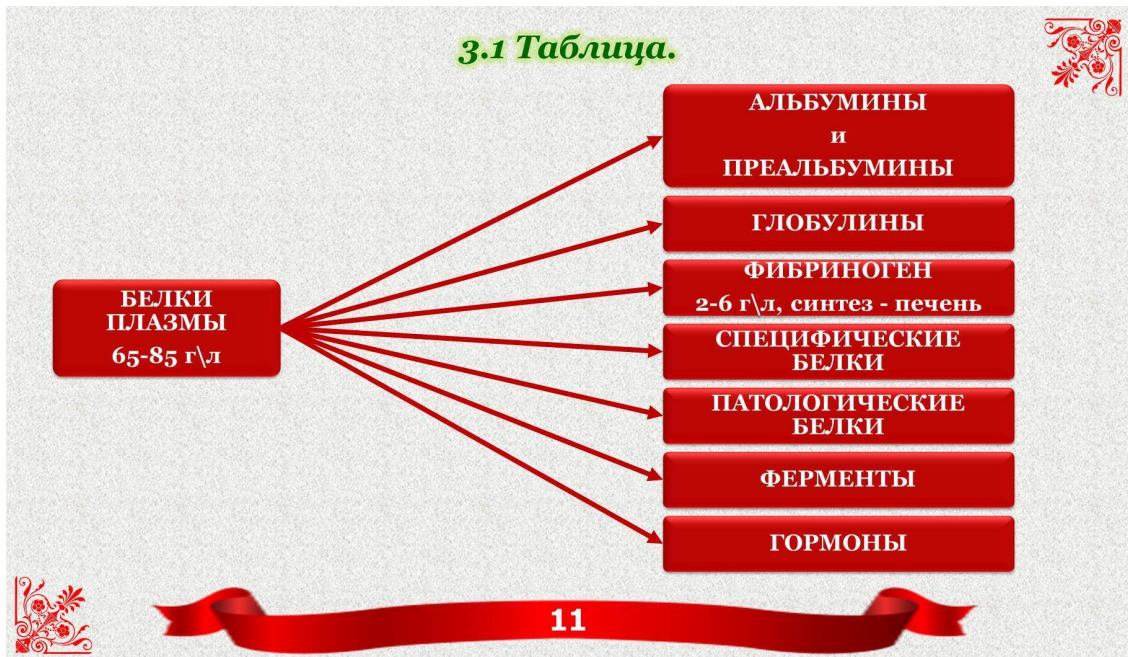 3.1 Таблица.
АЛЬБУМИНЫ
и
ПРЕАЛЬБУМИНЫ
ГЛОБУЛИНЫ
ФИБРИНОГЕН
2-6 г\л, синтез - печень
БЕЛКИ
ПЛАЗМЫ
65-85 г\л
СПЕЦИФИЧЕСКИЕ
БЕЛКИ
ПАТОЛОГИЧЕСКИЕ
БЕЛКИ
ФЕРМЕНТЫ
ГОРМОНЫ
11